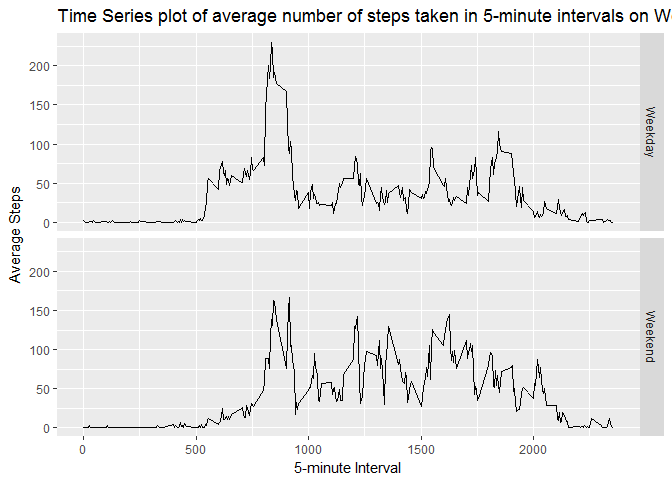 Time Series plot of average number of steps taken in 5-minute intervals on W
200
150
100
50
0
Weekday
Average Steps
200
150
100
50
0
Weekend
0 500 1000 1500 2000
5-minute Interval